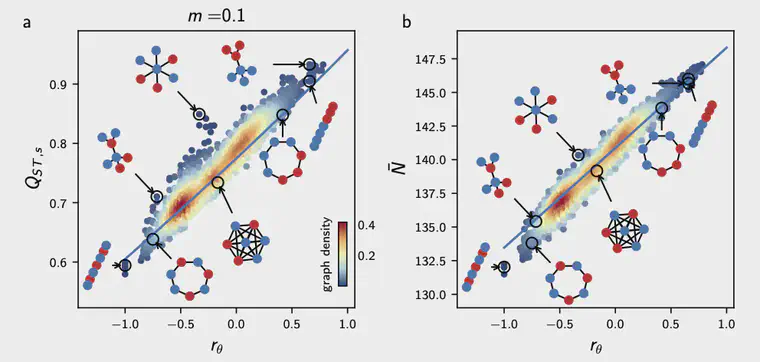 a
m =0.1
b
Q_{ST,s}
0.9
0.8
0.7
0.6
−1.0 −0.5 0.0 0.5 1.0
r_θ
graph density
0.4
0.2
N̄
147.5
145.0
142.5
140.0
137.5
135.0
132.5
130.0
−1.0 −0.5 0.0 0.5 1.0
r_θ